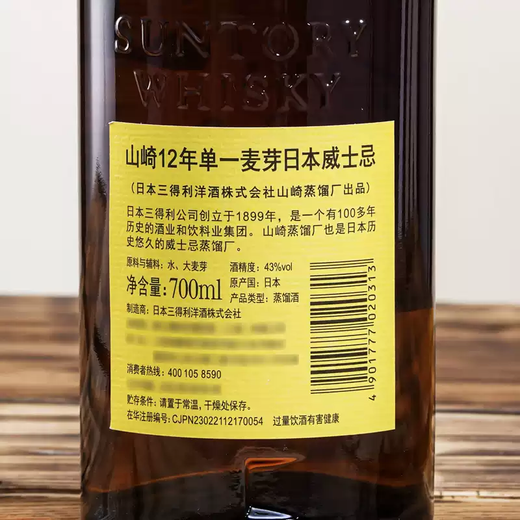 SUNTORY
WHISKY
山崎12年单一麦芽日本威士忌
（日本三得利洋酒株式会社山崎蒸馏厂出品）
日本三得利公司创立于1899年，是一个有100多年
历史的酒业和饮料业集团。山崎蒸馏厂也是日本历
史悠久的威士忌蒸馏厂。
原料与辅料：水、大麦芽 酒精度：43%vol
净含量:700ml 原产国：日本
产品类型：蒸馏酒
制造商：日本三得利洋酒株式会社
消费者热线：400 105 8590
贮存条件：请置于常温，干燥处保存。
在华注册编号：CJPN23022112170054 过量饮酒有害健康
4 901777 020313